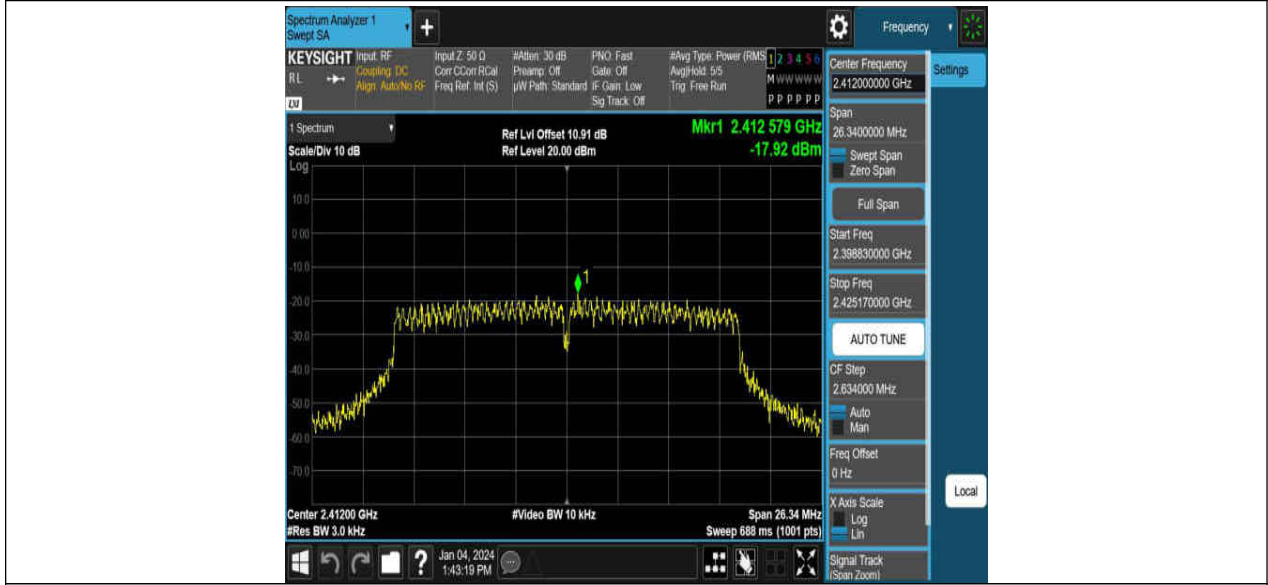 Spectrum Analyzer 1
Swept SA
+
Frequency
KEYSIGHT
RL
LXI
Input: RF
Coupling: DC
Align: Auto/No RF
Input Z: 50 Ω
Corr CCorr RCal
Freq Ref: Int (S)
#Atten: 30 dB
Preamp: Off
µW Path: Standard
PNO: Fast
Gate: Off
IF Gain: Low
Sig Track: Off
#Avg Type: Power (RMS
Avg|Hold: 5/5
Trig: Free Run
1 2 3 4 5 6
M W W W W W
P P P P P P
1 Spectrum
Scale/Div 10 dB
Log
Ref Lvl Offset 10.91 dB
Ref Level 20.00 dBm
Mkr1 2.412 579 GHz
-17.92 dBm
10.0
0.00
-10.0
-20.0
-30.0
-40.0
-50.0
-60.0
-70.0
1
Center 2.41200 GHz
#Res BW 3.0 kHz
#Video BW 10 kHz
Span 26.34 MHz
Sweep 688 ms (1001 pts)
Center Frequency
2.412000000 GHz
Settings
Span
26.3400000 MHz
Swept Span
Zero Span
Full Span
Start Freq
2.398830000 GHz
Stop Freq
2.425170000 GHz
AUTO TUNE
CF Step
2.634000 MHz
Auto
Man
Freq Offset
0 Hz
X Axis Scale
Log
Lin
Local
Signal Track
(Span Zoom)
?
Jan 04, 2024
1:43:19 PM